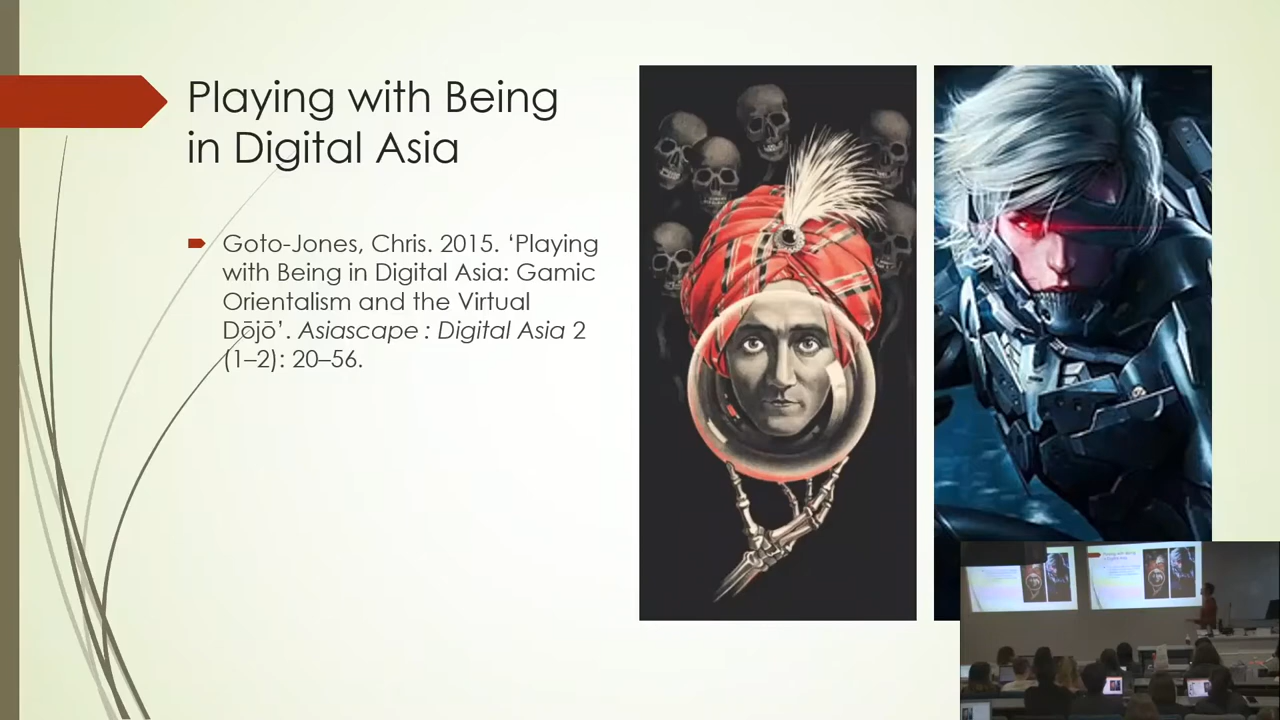 Playing with Being
in Digital Asia
Goto-Jones, Chris. 2015. ‘Playing
with Being in Digital Asia: Gamic
Orientalism and the Virtual
Dōjō’. Asiascape : Digital Asia 2
(1–2): 20–56.